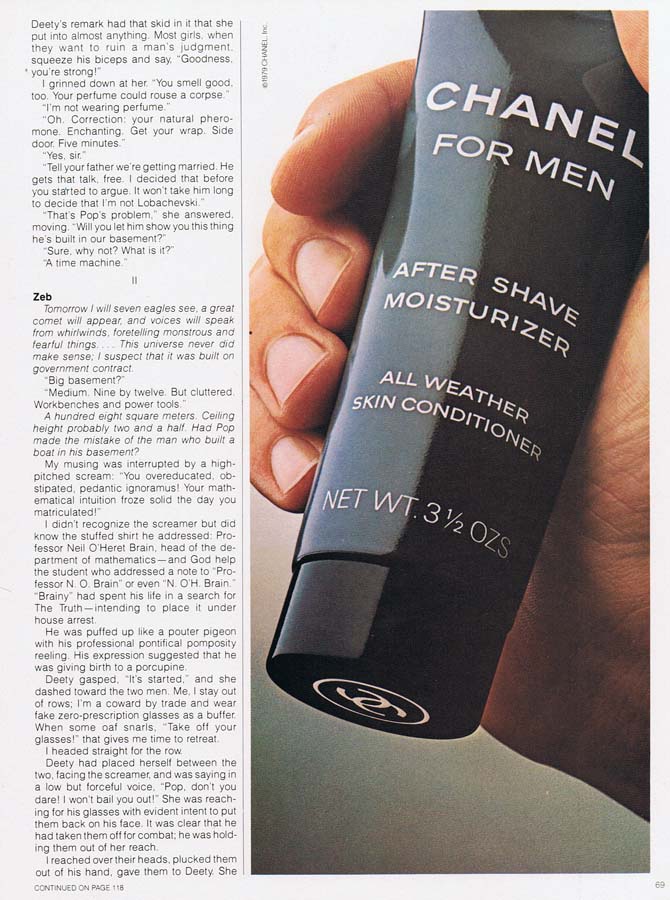 Deety's remark had that skid in it that she
put into almost anything. Most girls, when
they want to ruin a man's judgment,
squeeze his biceps and say, "Goodness,
you're strong!"
I grinned down at her. "You smell good,
too. Your perfume could rouse a corpse."
"I'm not wearing perfume."
"Oh. Correction: your natural phero-
mone. Enchanting. Get your wrap. Side
door. Five minutes."
"Yes, sir."
"Tell your father we're getting married. He
gets that talk, free. I decided that before
you started to argue. It won't take him long
to decide that I'm not Lobachevski."
"That's Pop's problem," she answered,
moving. "Will you let him show you this thing
he's built in our basement?"
"Sure, why not? What is it?"
"A time machine."
II
Zeb
Tomorrow I will seven eagles see, a great
comet will appear, and voices will speak
from whirlwinds, foretelling monstrous and
fearful things. . . . This universe never did
make sense; I suspect that it was built on
government contract.
"Big basement?"
"Medium. Nine by twelve. But cluttered.
Workbenches and power tools."
A hundred eight square meters. Ceiling
height probably two and a half. Had Pop
made the mistake of the man who built a
boat in his basement?
My musing was interrupted by a high-
pitched scream: "You overeducated, ob-
stipated, pedantic ignoramus! Your math-
ematical intuition froze solid the day you
matriculated!"
I didn't recognize the screamer but did
know the stuffed shirt he addressed: Pro-
fessor Neil O'Heret Brain, head of the de-
partment of mathematics—and God help
the student who addressed a note to "Pro-
fessor N. O. Brain" or even "N. O'H. Brain."
"Brainy" had spent his life in a search for
The Truth—intending to place it under
house arrest.
He was puffed up like a pouter pigeon
with his professional pontifical pomposity
reeling. His expression suggested that he
was giving birth to a porcupine.
Deety gasped, "It's started," and she
dashed toward the two men. Me, I stay out
of rows; I'm a coward by trade and wear
fake zero-prescription glasses as a buffer.
When some oaf snarls, "Take off your
glasses!" that gives me time to retreat.
I headed straight for the row.
Deety had placed herself between the
two, facing the screamer, and was saying in
a low but forceful voice, "Pop, don't you
dare! I won't bail you out!" She was reach-
ing for his glasses with evident intent to put
them back on his face. It was clear that he
had taken them off for combat; he was hold-
ing them out of her reach.
I reached over their heads, plucked them
out of his hand, gave them to Deety. She
CONTINUED ON PAGE 118
©1979 CHANEL, Inc.
CHANEL
FOR MEN
AFTER SHAVE
MOISTURIZER
ALL WEATHER
SKIN CONDITIONER
NET WT. 3 1/2 OZS
69